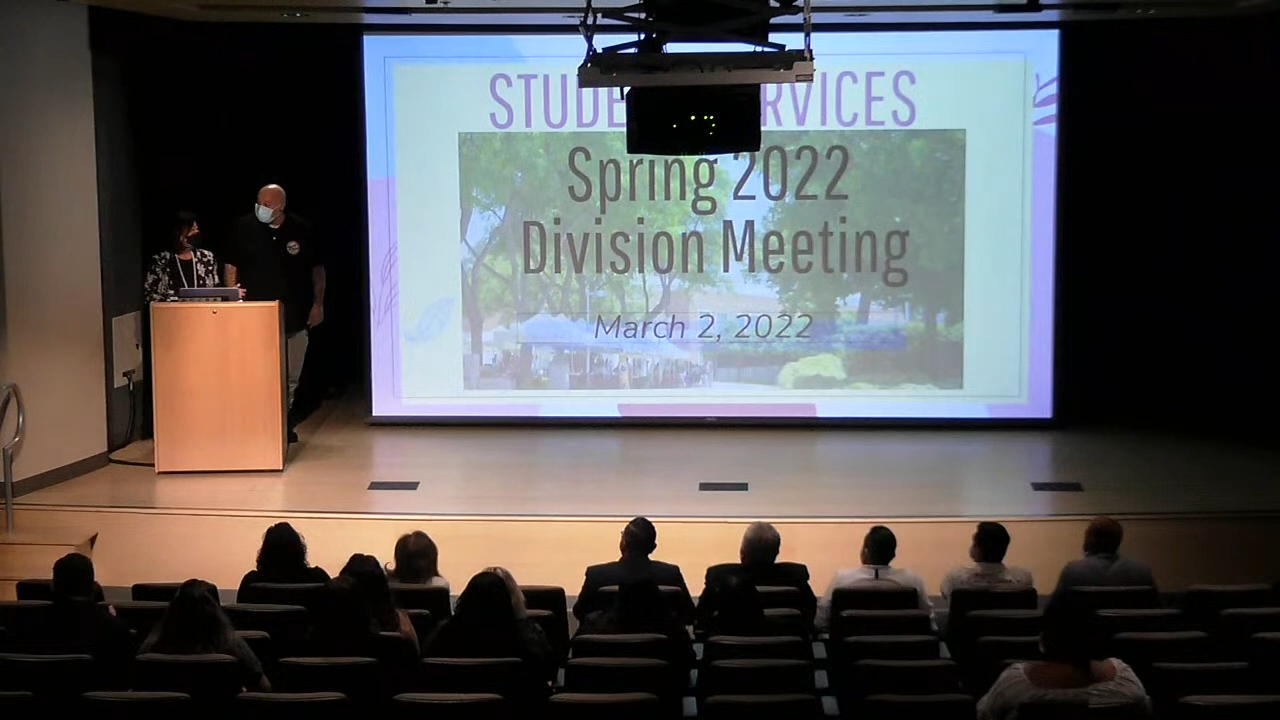 STUDE RVICES
Spring 2022
Division Meeting
March 2, 2022